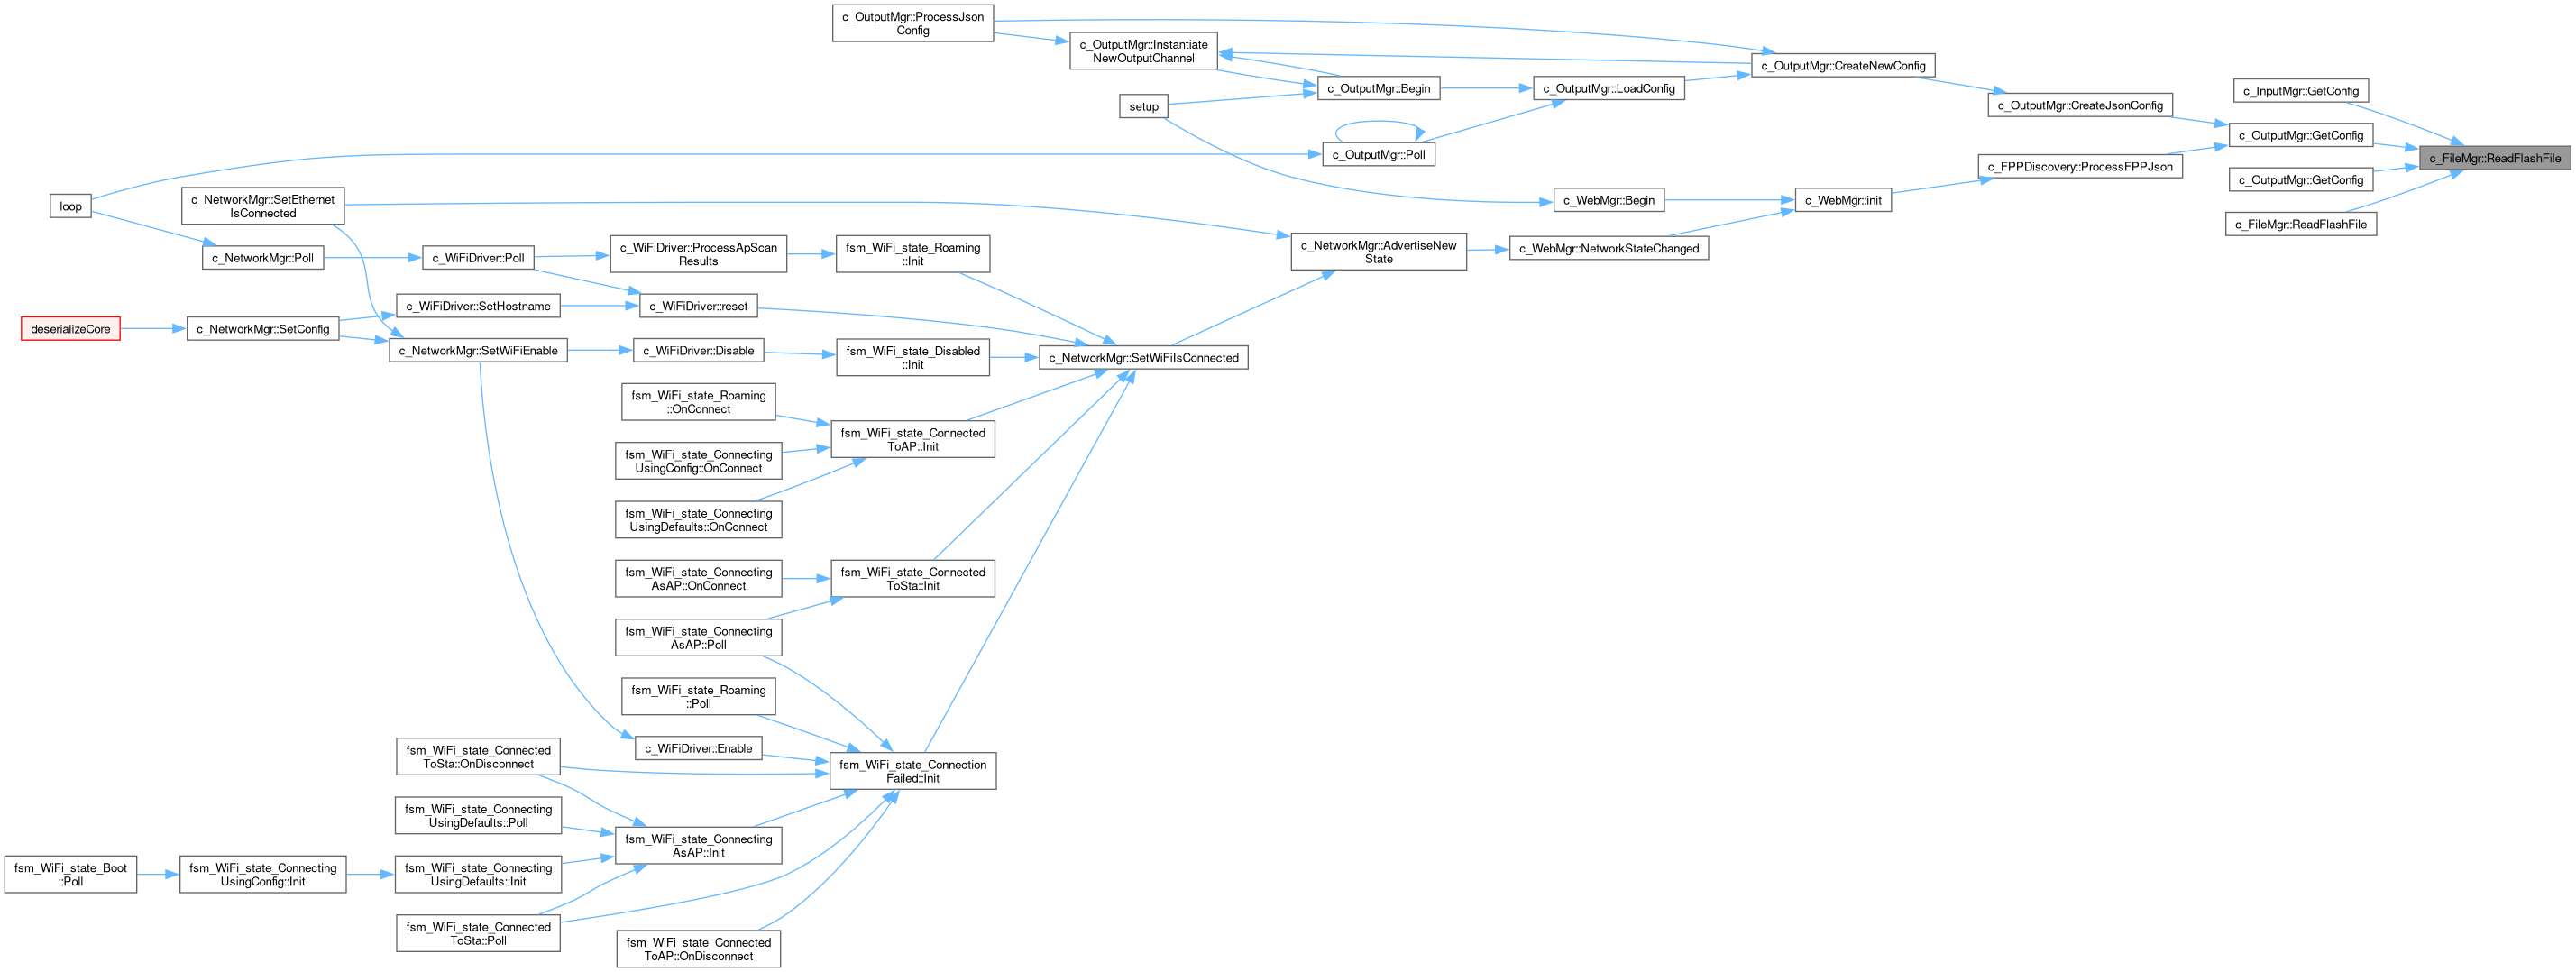 c_OutputMgr::ProcessJson
Config
c_OutputMgr::Instantiate
NewOutputChannel
c_OutputMgr::CreateNewConfig
c_OutputMgr::Begin
c_OutputMgr::LoadConfig
c_InputMgr::GetConfig
setup
c_OutputMgr::CreateJsonConfig
c_OutputMgr::GetConfig
c_OutputMgr::Poll
c_FPPDiscovery::ProcessFPPJson
c_FileMgr::ReadFlashFile
c_OutputMgr::GetConfig
loop
c_NetworkMgr::SetEthernet
IsConnected
c_WebMgr::Begin
c_WebMgr::init
c_FileMgr::ReadFlashFile
c_NetworkMgr::Poll
c_WiFiDriver::Poll
c_WiFiDriver::ProcessApScan
Results
fsm_WiFi_state_Roaming
::Init
c_NetworkMgr::AdvertiseNew
State
c_WebMgr::NetworkStateChanged
c_WiFiDriver::SetHostname
c_WiFiDriver::reset
deserializeCore
c_NetworkMgr::SetConfig
c_NetworkMgr::SetWiFiEnable
c_WiFiDriver::Disable
fsm_WiFi_state_Disabled
::Init
c_NetworkMgr::SetWiFiIsConnected
fsm_WiFi_state_Roaming
::OnConnect
fsm_WiFi_state_Connected
ToAP::Init
fsm_WiFi_state_Connecting
UsingConfig::OnConnect
fsm_WiFi_state_Connecting
UsingDefaults::OnConnect
fsm_WiFi_state_Connecting
AsAP::OnConnect
fsm_WiFi_state_Connected
ToSta::Init
fsm_WiFi_state_Connecting
AsAP::Poll
fsm_WiFi_state_Roaming
::Poll
fsm_WiFi_state_Connected
ToSta::OnDisconnect
c_WiFiDriver::Enable
fsm_WiFi_state_Connection
Failed::Init
fsm_WiFi_state_Connecting
UsingDefaults::Poll
fsm_WiFi_state_Connecting
AsAP::Init
fsm_WiFi_state_Boot
::Poll
fsm_WiFi_state_Connecting
UsingConfig::Init
fsm_WiFi_state_Connecting
UsingDefaults::Init
fsm_WiFi_state_Connected
ToSta::Poll
fsm_WiFi_state_Connected
ToAP::OnDisconnect